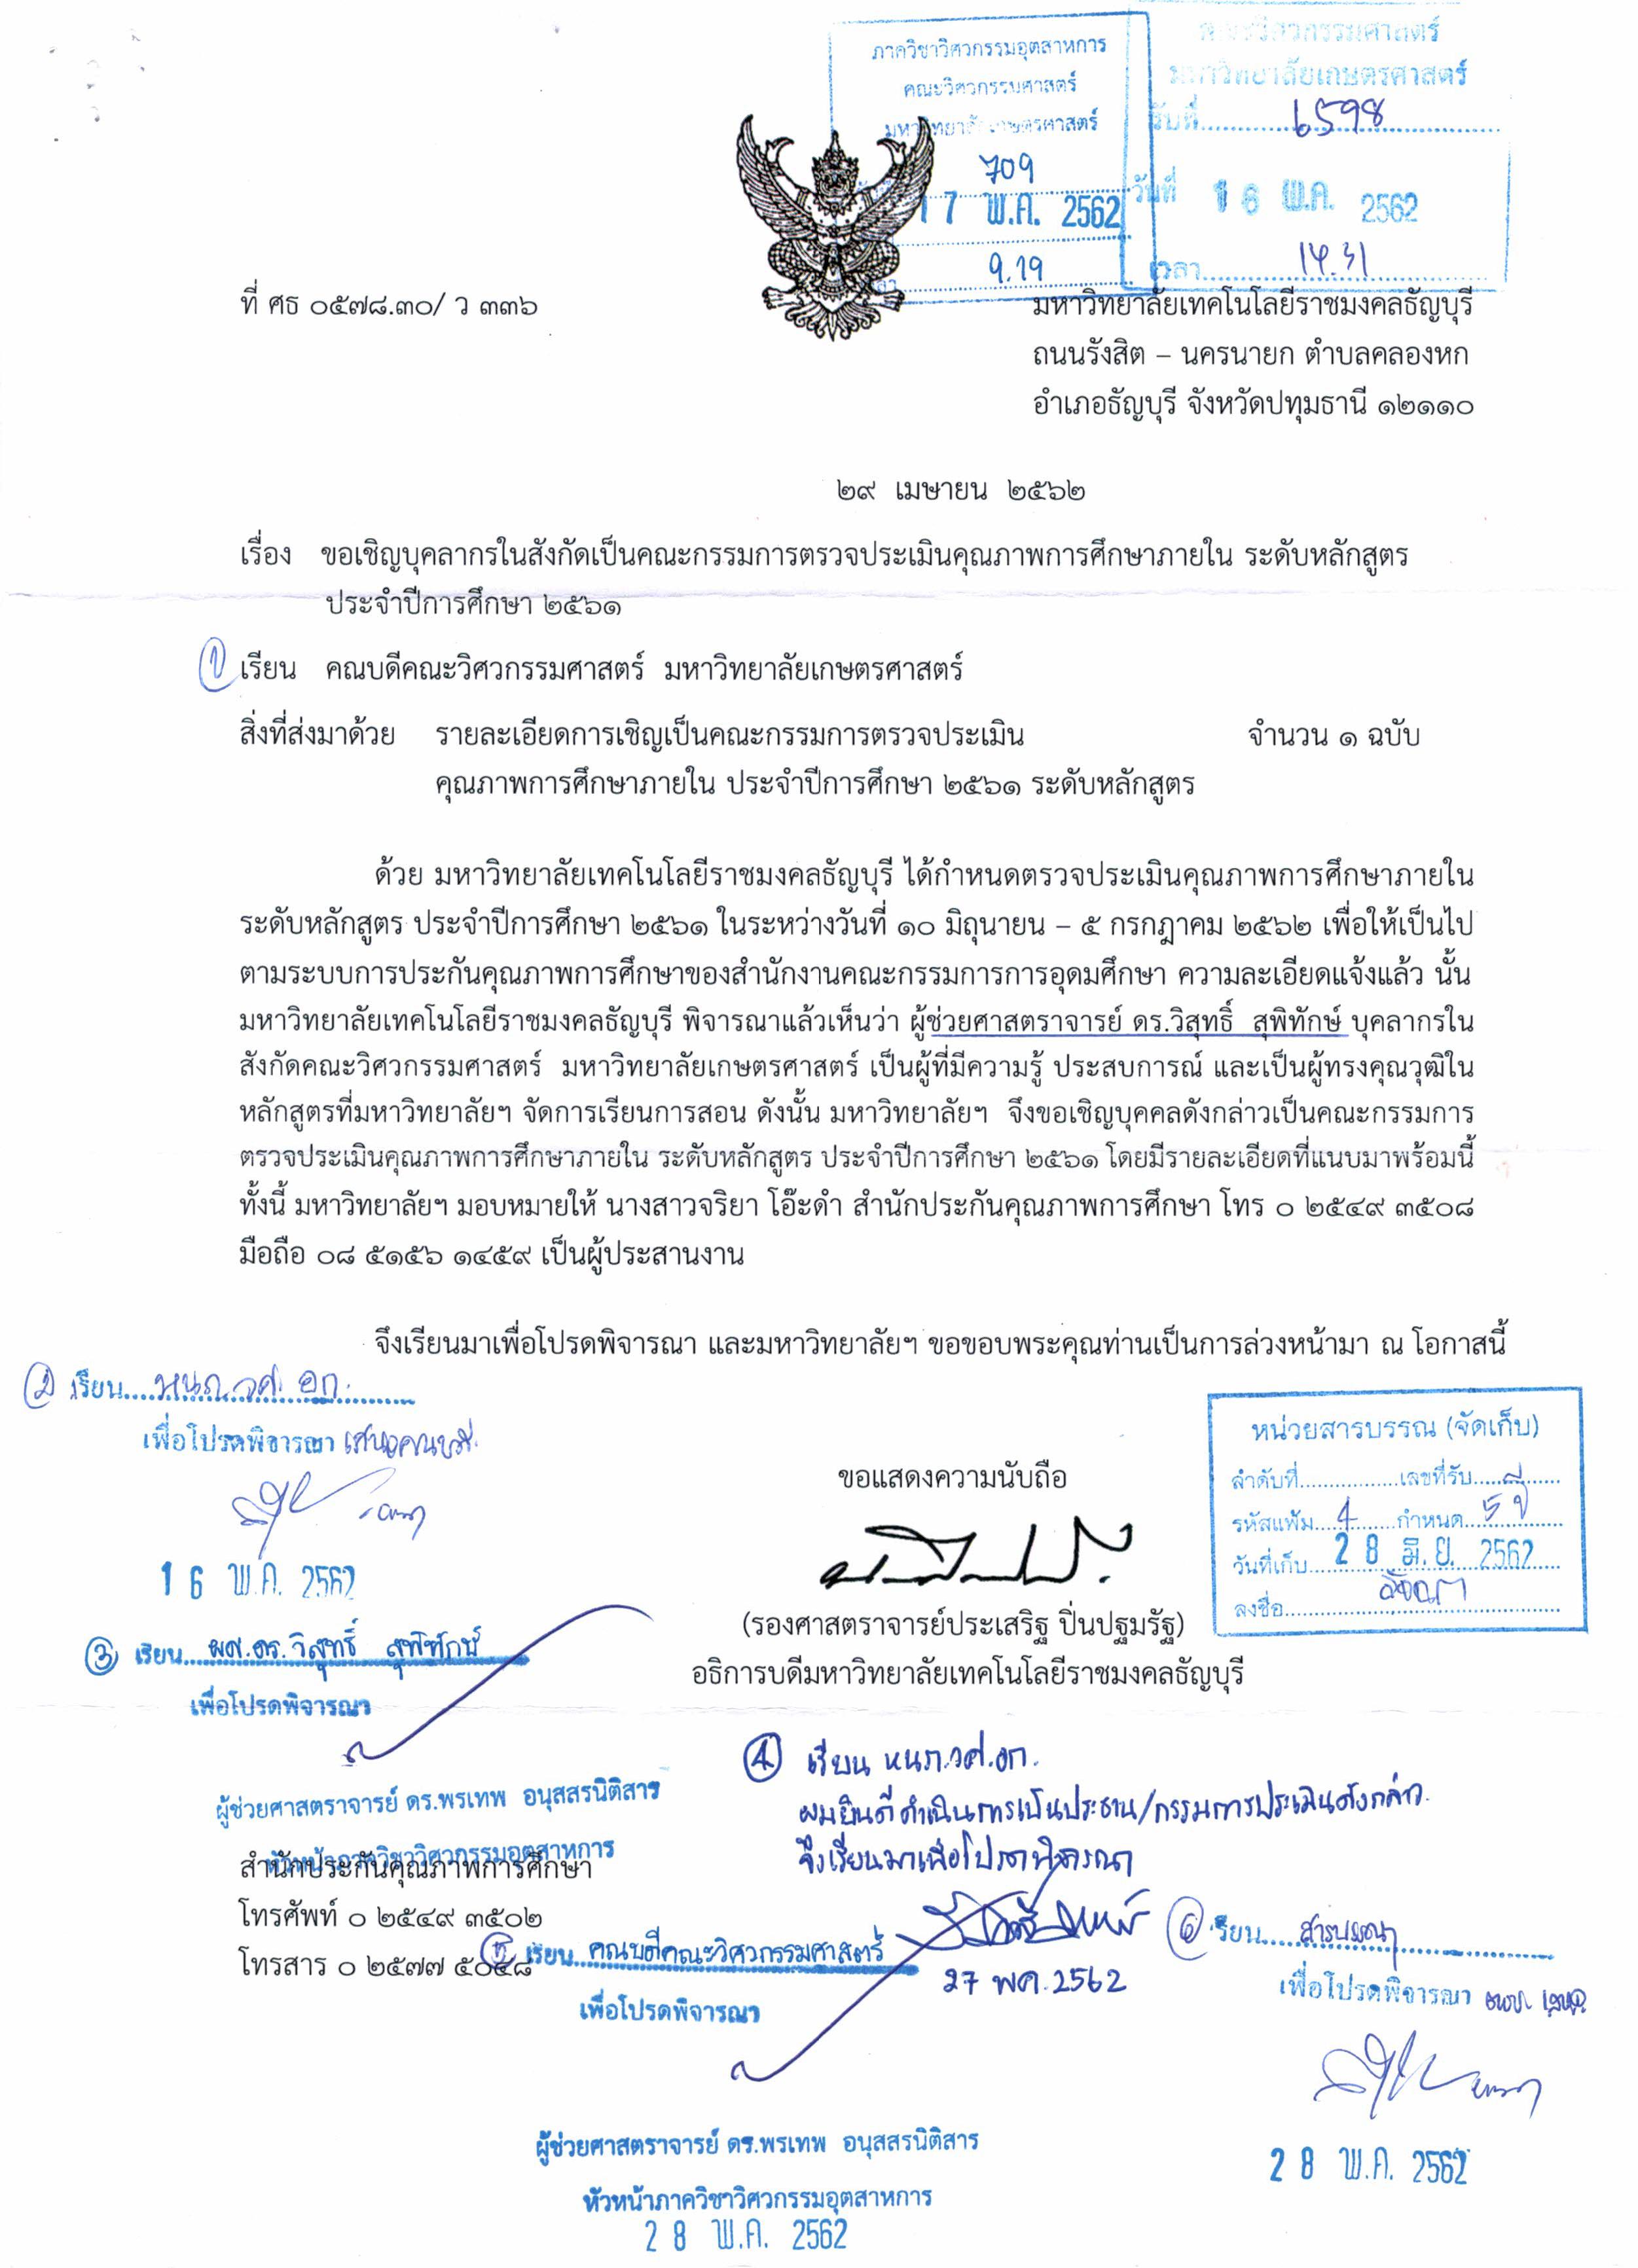 ภาควิชาวิศวกรรมอุตสาหการ
คณะวิศวกรรมศาสตร์
มหาวิทยาลัยเกษตรศาสตร์
709
17 พ.ค. 2562
9.19
คณะวิศวกรรมศาสตร์
มหาวิทยาลัยเกษตรศาสตร์
รับที่ 6598
วันที่ 16 พ.ค. 2562
เวลา 14.31
ที่ ศธ ๐๕๗๘.๓๐/ ว ๓๓๖
มหาวิทยาลัยเทคโนโลยีราชมงคลธัญบุรี
ถนนรังสิต – นครนายก ตำบลคลองหก
อำเภอธัญบุรี จังหวัดปทุมธานี ๑๒๑๑๐
๒๙ เมษายน ๒๕๖๒
เรื่อง ขอเชิญบุคลากรในสังกัดเป็นคณะกรรมการตรวจประเมินคุณภาพการศึกษาภายใน ระดับหลักสูตร
ประจำปีการศึกษา ๒๕๖๑
1 เรียน คณบดีคณะวิศวกรรมศาสตร์ มหาวิทยาลัยเกษตรศาสตร์
สิ่งที่ส่งมาด้วย รายละเอียดการเชิญเป็นคณะกรรมการตรวจประเมิน จำนวน ๑ ฉบับ
คุณภาพการศึกษาภายใน ประจำปีการศึกษา ๒๕๖๑ ระดับหลักสูตร
ด้วย มหาวิทยาลัยเทคโนโลยีราชมงคลธัญบุรี ได้กำหนดตรวจประเมินคุณภาพการศึกษาภายใน
ระดับหลักสูตร ประจำปีการศึกษา ๒๕๖๑ ในระหว่างวันที่ ๑๐ มิถุนายน – ๕ กรกฎาคม ๒๕๖๒ เพื่อให้เป็นไป
ตามระบบการประกันคุณภาพการศึกษาของสำนักงานคณะกรรมการการอุดมศึกษา ความละเอียดแจ้งแล้ว นั้น
มหาวิทยาลัยเทคโนโลยีราชมงคลธัญบุรี พิจารณาแล้วเห็นว่า ผู้ช่วยศาสตราจารย์ ดร.วิสุทธิ์ สุพิทักษ์ บุคลากรใน
สังกัดคณะวิศวกรรมศาสตร์ มหาวิทยาลัยเกษตรศาสตร์ เป็นผู้ที่มีความรู้ ประสบการณ์ และเป็นผู้ทรงคุณวุฒิใน
หลักสูตรที่มหาวิทยาลัยฯ จัดการเรียนการสอน ดังนั้น มหาวิทยาลัยฯ จึงขอเชิญบุคคลดังกล่าวเป็นคณะกรรมการ
ตรวจประเมินคุณภาพการศึกษาภายใน ระดับหลักสูตร ประจำปีการศึกษา ๒๕๖๑ โดยมีรายละเอียดที่แนบมาพร้อมนี้
ทั้งนี้ มหาวิทยาลัยฯ มอบหมายให้ นางสาวจริยา โอ๊ะดำ สำนักประกันคุณภาพการศึกษา โทร ๐ ๒๕๔๙ ๓๕๐๘
มือถือ ๐๘ ๕๑๕๖ ๑๔๕๙ เป็นผู้ประสานงาน
จึงเรียนมาเพื่อโปรดพิจารณา และมหาวิทยาลัยฯ ขอขอบพระคุณท่านเป็นการล่วงหน้ามา ณ โอกาสนี้
2 เรียน หนภ.วศ.อก.
เพื่อโปรดพิจารณา เสนอคณบดี
16 พ.ค. 2562
ขอแสดงความนับถือ
(รองศาสตราจารย์ประเสริฐ ปิ่นปฐมรัฐ)
อธิการบดีมหาวิทยาลัยเทคโนโลยีราชมงคลธัญบุรี
หน่วยสารบรรณ (จัดเก็บ)
ลำดับที่ เลขที่รับ
รหัสแฟ้ม 4 กำหนด 5 ปี
วันที่เก็บ 28 มิ.ย. 2562
ลงชื่อ
3 เรียน ผศ.ดร.วิสุทธิ์ สุพิทักษ์
เพื่อโปรดพิจารณา
ผู้ช่วยศาสตราจารย์ ดร.พรเทพ อนุสสรนิติสาร
หัวหน้าภาควิชาวิศวกรรมอุตสาหการ
4 เรียน หนภ.วศ.อก.
ผมยินดีดำเนินการเป็นประธาน/กรรมการประเมินดังกล่าว
จึงเรียนมาเพื่อโปรดพิจารณา
27 พค.2562
สำนักประกันคุณภาพการศึกษา
โทรศัพท์ ๐ ๒๕๔๙ ๓๕๐๒
โทรสาร ๐ ๒๕๗๗ ๕๐๔๘
5 เรียน คณบดีคณะวิศวกรรมศาสตร์
เพื่อโปรดพิจารณา
ผู้ช่วยศาสตราจารย์ ดร.พรเทพ อนุสสรนิติสาร
หัวหน้าภาควิชาวิศวกรรมอุตสาหการ
28 พ.ค. 2562
6 เรียน สารบรรณ
เพื่อโปรดพิจารณา
28 พ.ค. 2562